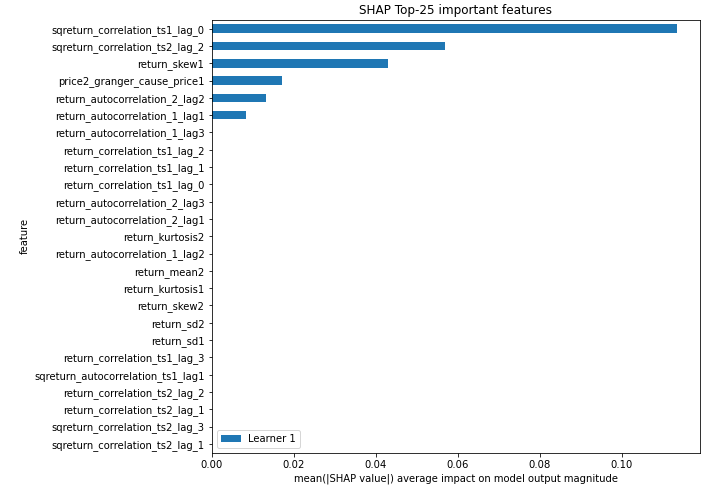 SHAP Top-25 important features
sqreturn_correlation_ts1_lag_0
sqreturn_correlation_ts2_lag_2
return_skew1
price2_granger_cause_price1
return_autocorrelation_2_lag2
return_autocorrelation_1_lag1
return_autocorrelation_1_lag3
return_correlation_ts1_lag_2
return_correlation_ts1_lag_1
return_correlation_ts1_lag_0
return_autocorrelation_2_lag3
return_autocorrelation_2_lag1
return_kurtosis2
return_autocorrelation_1_lag2
return_mean2
return_kurtosis1
return_skew2
return_sd2
return_sd1
return_correlation_ts1_lag_3
sqreturn_autocorrelation_ts1_lag1
return_correlation_ts2_lag_2
return_correlation_ts2_lag_1
sqreturn_correlation_ts2_lag_3
sqreturn_correlation_ts2_lag_1
feature
Learner 1
0.00 0.02 0.04 0.06 0.08 0.10
mean(|SHAP value|) average impact on model output magnitude